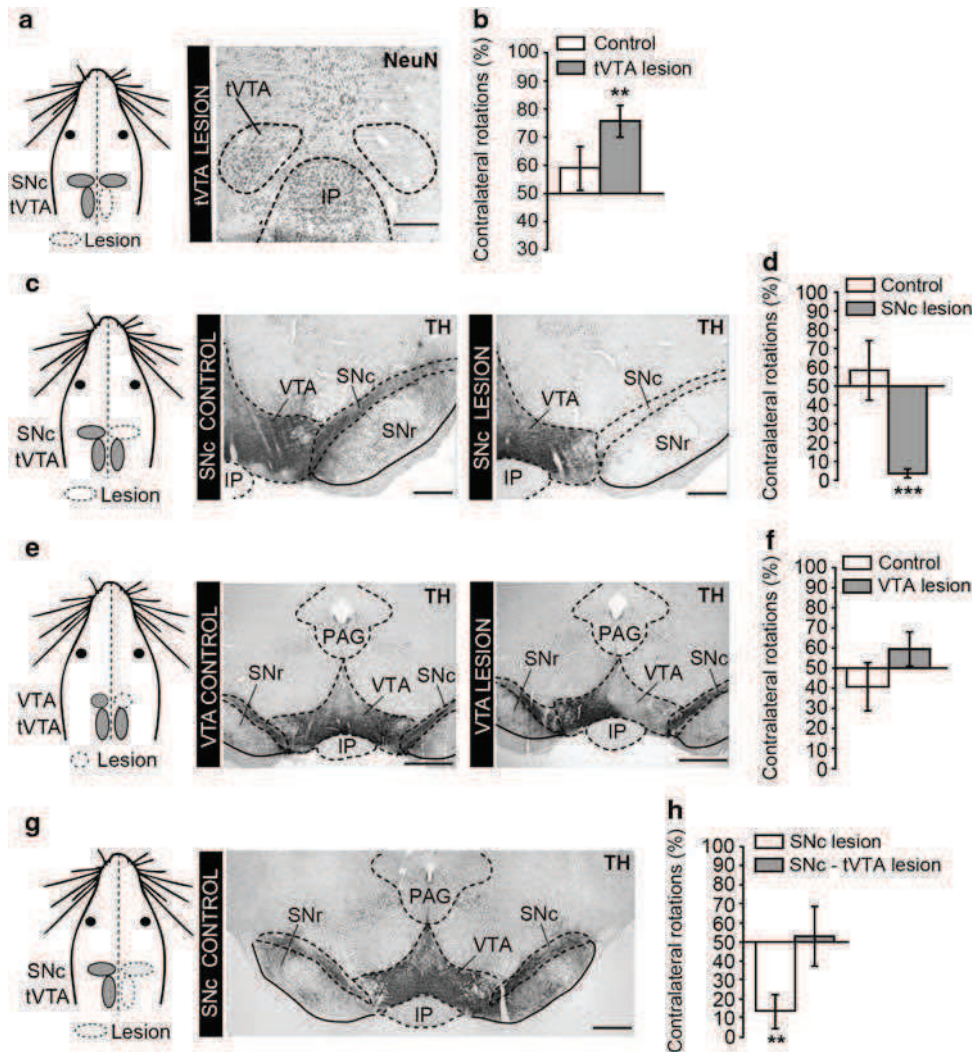 a
SNc
tVTA
Lesion
tVTA LESION
NeuN
tVTA
IP
b
Control
tVTA lesion
Contralateral rotations (%)
100
90
80
70
60
50
40
30
**
c
SNc
tVTA
Lesion
SNc CONTROL
TH
VTA
SNc
SNr
IP
SNc LESION
TH
VTA
SNc
SNr
IP
d
Control
SNc lesion
Contralateral rotations (%)
100
90
80
70
60
50
40
30
20
10
0
***
e
VTA
tVTA
Lesion
VTA CONTROL
TH
PAG
SNr
VTA
SNc
IP
VTA LESION
TH
PAG
SNr
VTA
SNc
IP
f
Control
VTA lesion
Contralateral rotations (%)
100
90
80
70
60
50
40
30
20
10
0
g
SNc
tVTA
Lesion
SNc CONTROL
TH
PAG
SNr
SNc
VTA
IP
h
SNc lesion
SNc - tVTA lesion
Contralateral rotations (%)
100
90
80
70
60
50
40
30
20
10
0
**